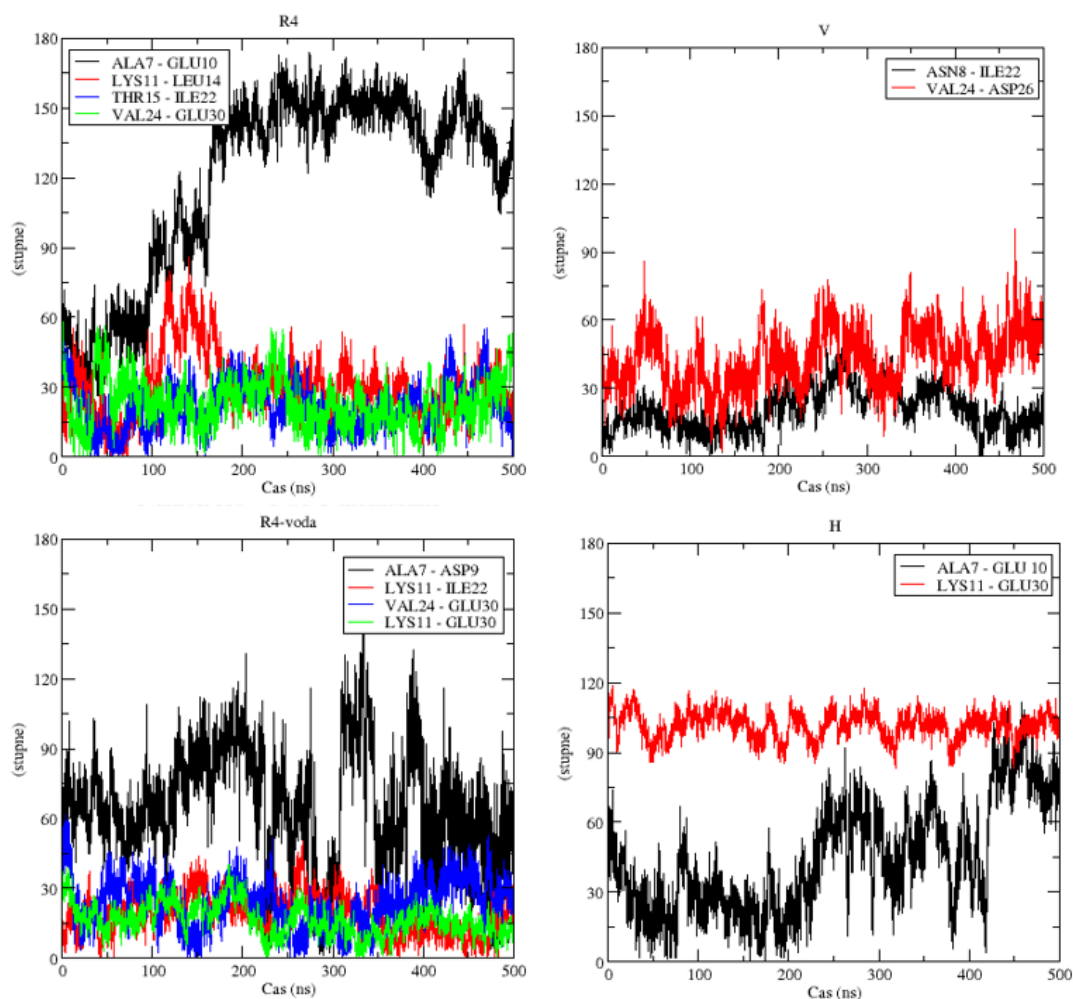 R4
180
150
120
90
60
30
0
(stupne)
ALA7 - GLU10
LYS11 - LEU14
THR15 - ILE22
VAL24 - GLU30
0 100 200 300 400 500
Cas (ns)
V
180
150
120
90
60
30
0
(stupne)
ASN8 - ILE22
VAL24 - ASP26
0 100 200 300 400 500
Cas (ns)
R4-voda
180
150
120
90
60
30
0
(stupne)
ALA7 - ASP9
LYS11 - ILE22
VAL24 - GLU30
LYS11 - GLU30
0 100 200 300 400 500
Cas (ns)
H
180
150
120
90
60
30
0
(stupne)
ALA7 - GLU 10
LYS11 - GLU30
0 100 200 300 400 500
Cas (ns)